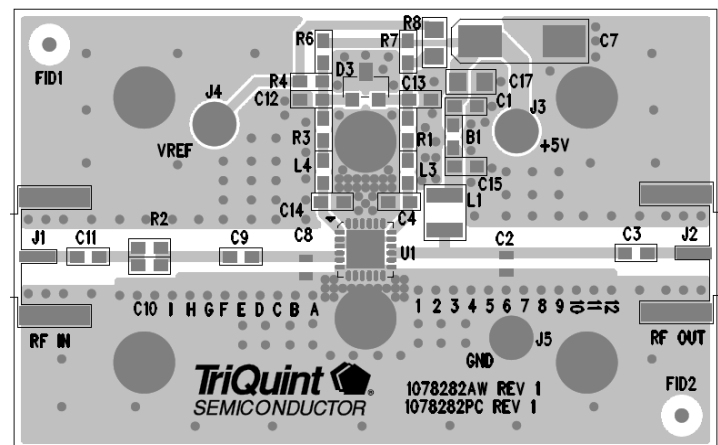 R8
R6 R7
C7
FID1
D3
J4 R4 C13 C17
C12 C1 J3
VREF R3 R1 B1 +5V
L4 L3 C15
C14 C4 L1
R2
J1 C11 C9 C8 U1 C2 C3 J2
C10 I H G F E D C B A 1 2 3 4 5 6 7 8 9 10 11 12
RF IN J5 RF OUT
GND
TriQuint
SEMICONDUCTOR
1078282AW REV 1
1078282PC REV 1
FID2